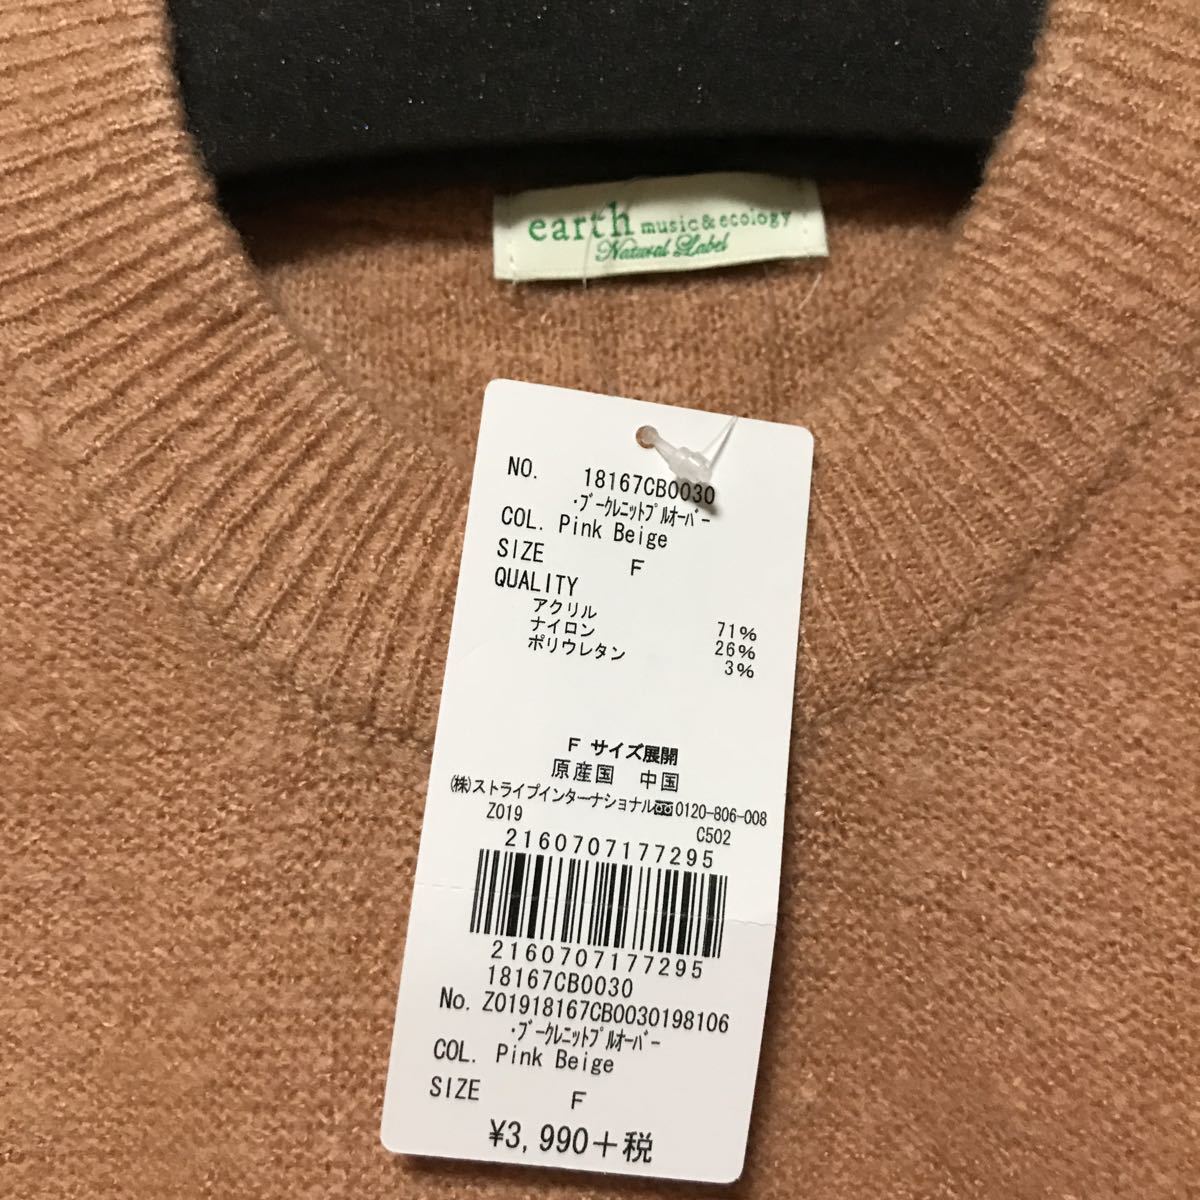 earth music&ecology
Natural Label
NO. 18167CB0030
・ﾌﾞｰｸﾚﾆｯﾄﾌﾟﾙｵｰﾊﾞｰ
COL. Pink Beige
SIZE F
QUALITY
アクリル 71%
ナイロン 26%
ポリウレタン 3%
F サイズ展開
原産国 中国
(株)ストライプインターナショナル 0120-806-008
Z019 C502
2160707177295
2160707177295
18167CB0030
No. Z01918167CB0030198106
・ﾌﾞｰｸﾚﾆｯﾄﾌﾟﾙｵｰﾊﾞｰ
COL. Pink Beige
SIZE F
¥3,990+税